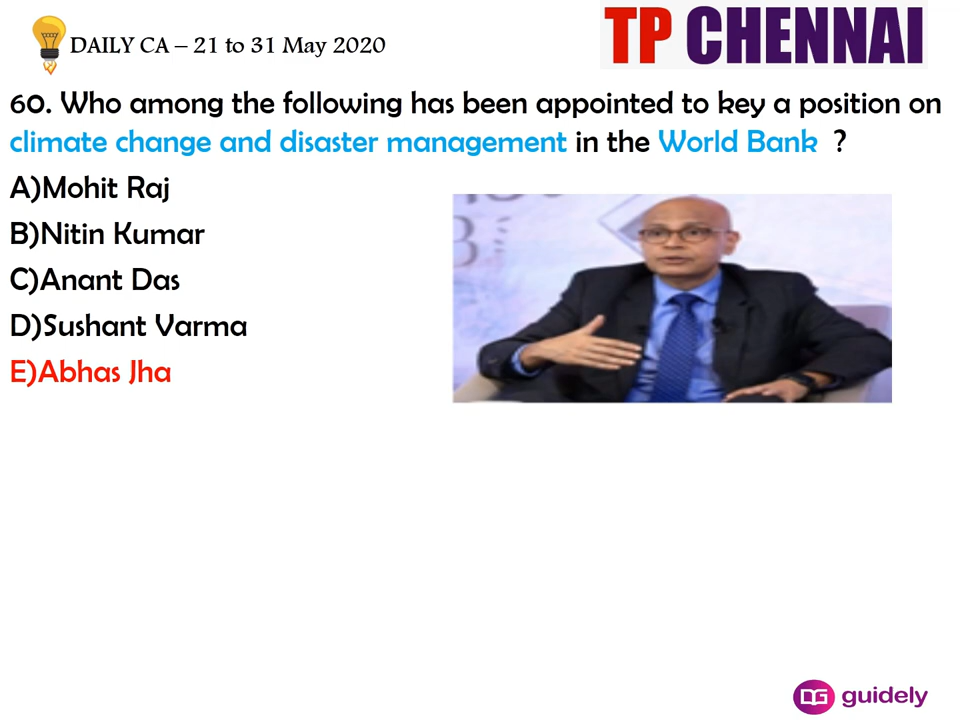 DAILY CA – 21 to 31 May 2020
TP CHENNAI
60. Who among the following has been appointed to key a position on
climate change and disaster management in the World Bank ?
A)Mohit Raj
B)Nitin Kumar
C)Anant Das
D)Sushant Varma
E)Abhas Jha
guidely